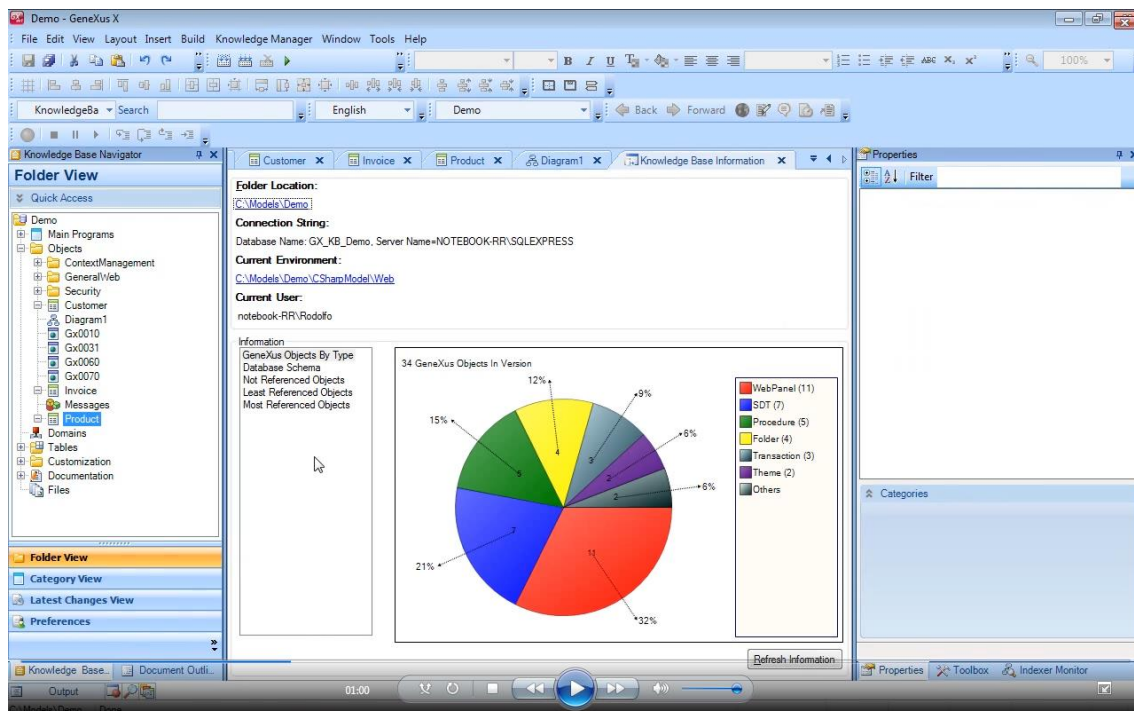 Demo - GeneXus X
File Edit View Layout Insert Build Knowledge Manager Window Tools Help
B I U ABC X₂ X² 100%
KnowledgeBa Search English Demo Back Forward
Knowledge Base Navigator
Folder View
Quick Access
Demo
Main Programs
Objects
ContextManagement
GeneralWeb
Security
Customer
Diagram1
Gx0010
Gx0031
Gx0060
Gx0070
Invoice
Messages
Product
Domains
Tables
Customization
Documentation
Files
Folder View
Category View
Latest Changes View
Preferences
Knowledge Base... Document Outli...
Output
Customer Invoice Product Diagram1 Knowledge Base Information
Folder Location:
C:\Models\Demo
Connection String:
Database Name: GX_KB_Demo, Server Name=NOTEBOOK-RR\SQLEXPRESS
Current Environment:
C:\Models\Demo\CSharpModel\Web
Current User:
notebook-RR\Rodolfo
Information
GeneXus Objects By Type
Database Schema
Not Referenced Objects
Least Referenced Objects
Most Referenced Objects
34 GeneXus Objects In Version
12%
9%
15%
6%
6%
21%
32%
4
3
5
2
2
7
11
WebPanel (11)
SDT (7)
Procedure (5)
Folder (4)
Transaction (3)
Theme (2)
Others
Refresh Information
Properties
Filter
Categories
Properties Toolbox Indexer Monitor
01:00
C:\Models\Demo Done